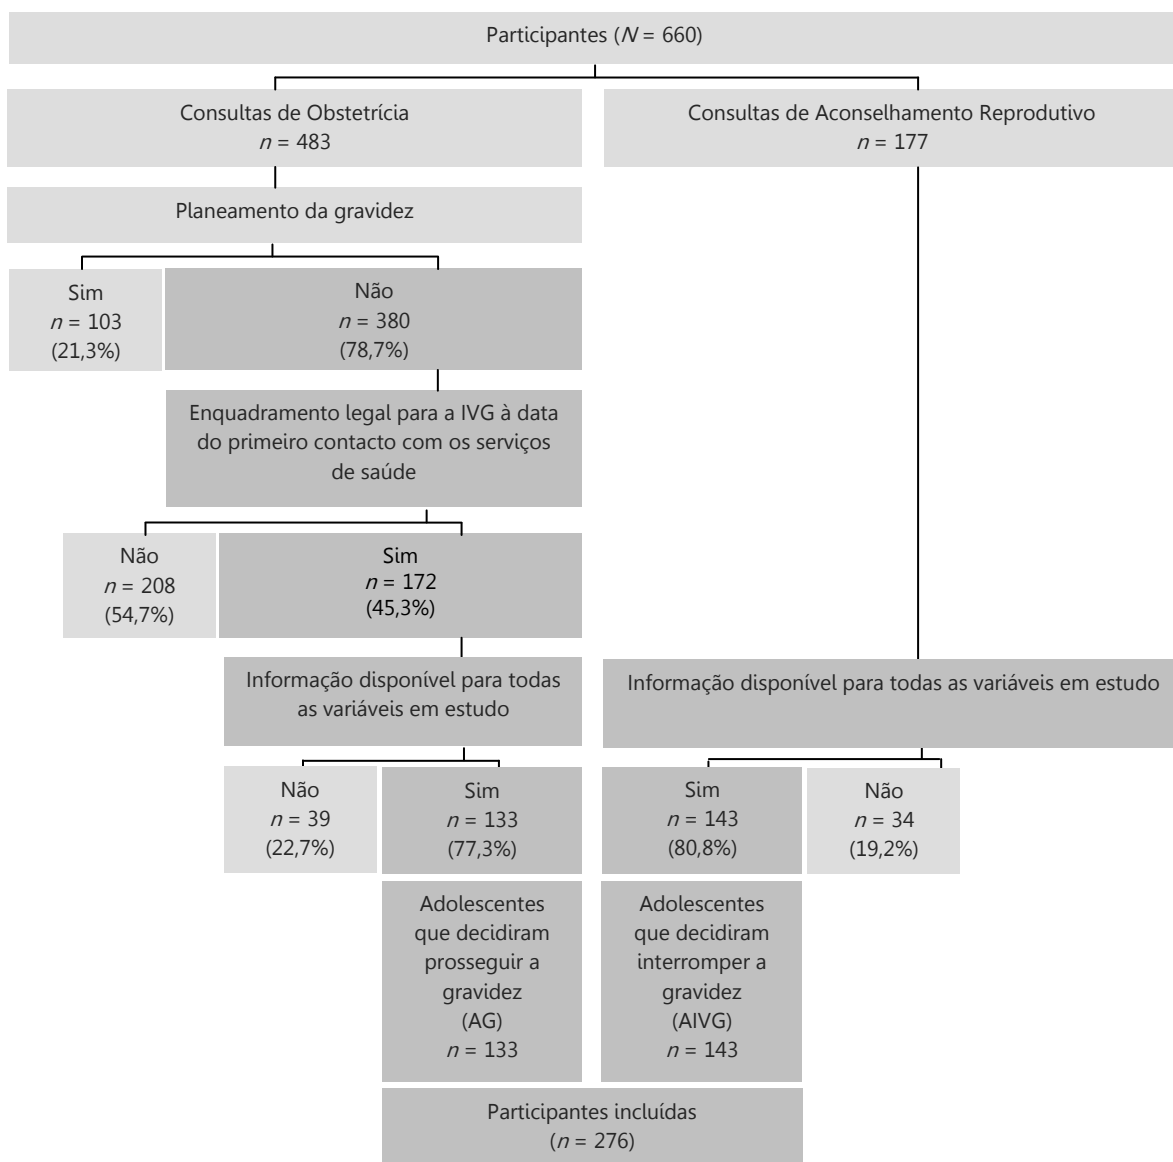 Participantes (N = 660)
Consultas de Obstetrícia
n = 483
Consultas de Aconselhamento Reprodutivo
n = 177
Planeamento da gravidez
Sim
n = 103
(21,3%)
Não
n = 380
(78,7%)
Enquadramento legal para a IVG à data
do primeiro contacto com os serviços
de saúde
Não
n = 208
(54,7%)
Sim
n = 172
(45,3%)
Informação disponível para todas
as variáveis em estudo
Informação disponível para todas as variáveis em estudo
Não
n = 39
(22,7%)
Sim
n = 133
(77,3%)
Sim
n = 143
(80,8%)
Não
n = 34
(19,2%)
Adolescentes
que decidiram
prosseguir a
gravidez
(AG)
n = 133
Adolescentes
que decidiram
interromper a
gravidez
(AIVG)
n = 143
Participantes incluídas
(n = 276)